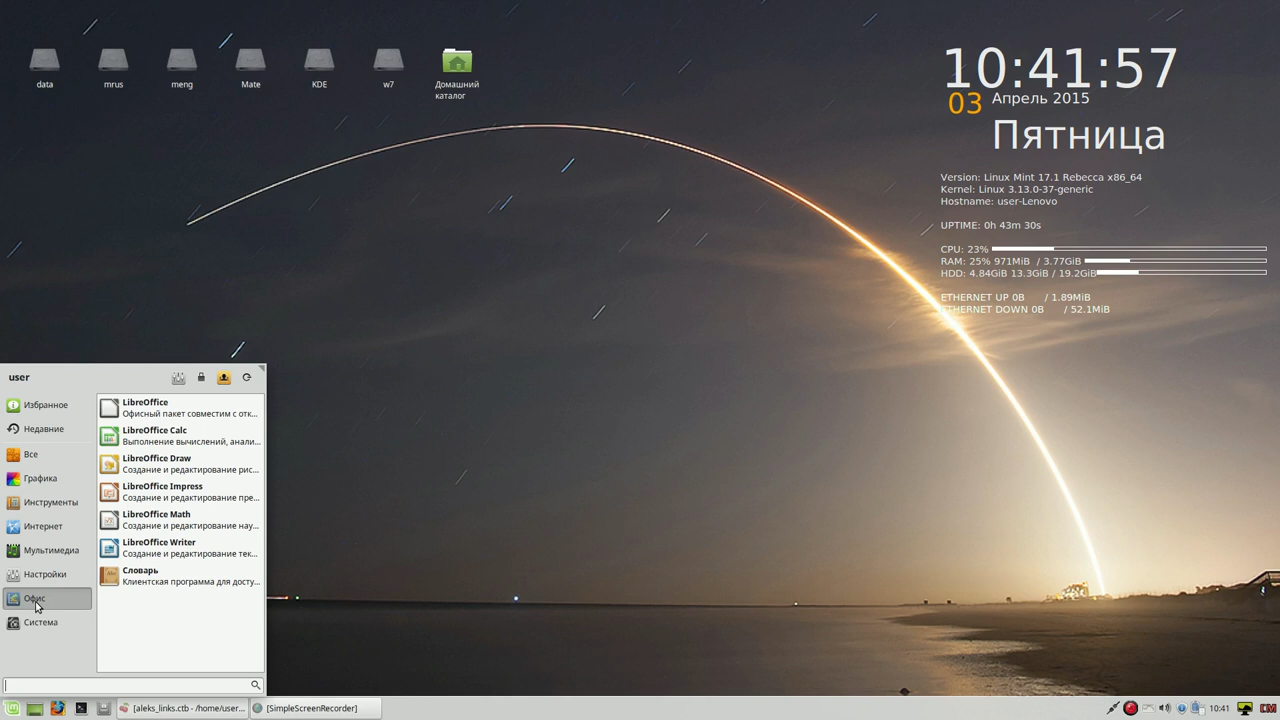 data
mrus
meng
Mate
KDE
w7
Домашний
каталог
10:41:57
03
Апрель 2015
Пятница
Version: Linux Mint 17.1 Rebecca x86_64
Kernel: Linux 3.13.0-37-generic
Hostname: user-Lenovo
UPTIME: 0h 43m 30s
CPU: 23%
RAM: 25% 971MiB / 3.77GiB
HDD: 4.84GiB 13.3GiB / 19.2GiB
ETHERNET UP 0B / 1.89MiB
ETHERNET DOWN 0B / 52.1MiB
user
Избранное
Недавние
Все
Графика
Инструменты
Интернет
Мультимедиа
Настройки
Офис
Система
LibreOffice
Офисный пакет совместим с отк...
LibreOffice Calc
Выполнение вычислений, анали...
LibreOffice Draw
Создание и редактирование рис...
LibreOffice Impress
Создание и редактирование пре...
LibreOffice Math
Создание и редактирование нау...
LibreOffice Writer
Создание и редактирование тек...
Словарь
Клиентская программа для досту...
[aleks_links.ctb - /home/user...
[SimpleScreenRecorder]
10:41